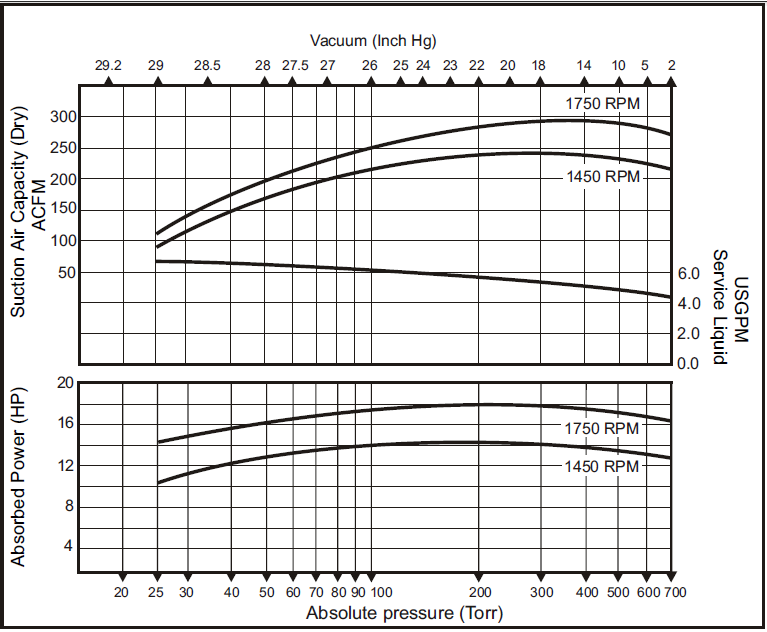 Vacuum (Inch Hg)
29.2 29 28.5 28 27.5 27 26 25 24 23 22 20 18 14 10 5 2
Suction Air Capacity (Dry)
ACFM
300
250
200
150
100
50
1750 RPM
1450 RPM
6.0
4.0
2.0
0.0
USGPM
Service Liquid
Absorbed Power (HP)
20
16
12
8
4
1750 RPM
1450 RPM
20 25 30 40 50 60 70 80 90 100 200 300 400 500 600 700
Absolute pressure (Torr)